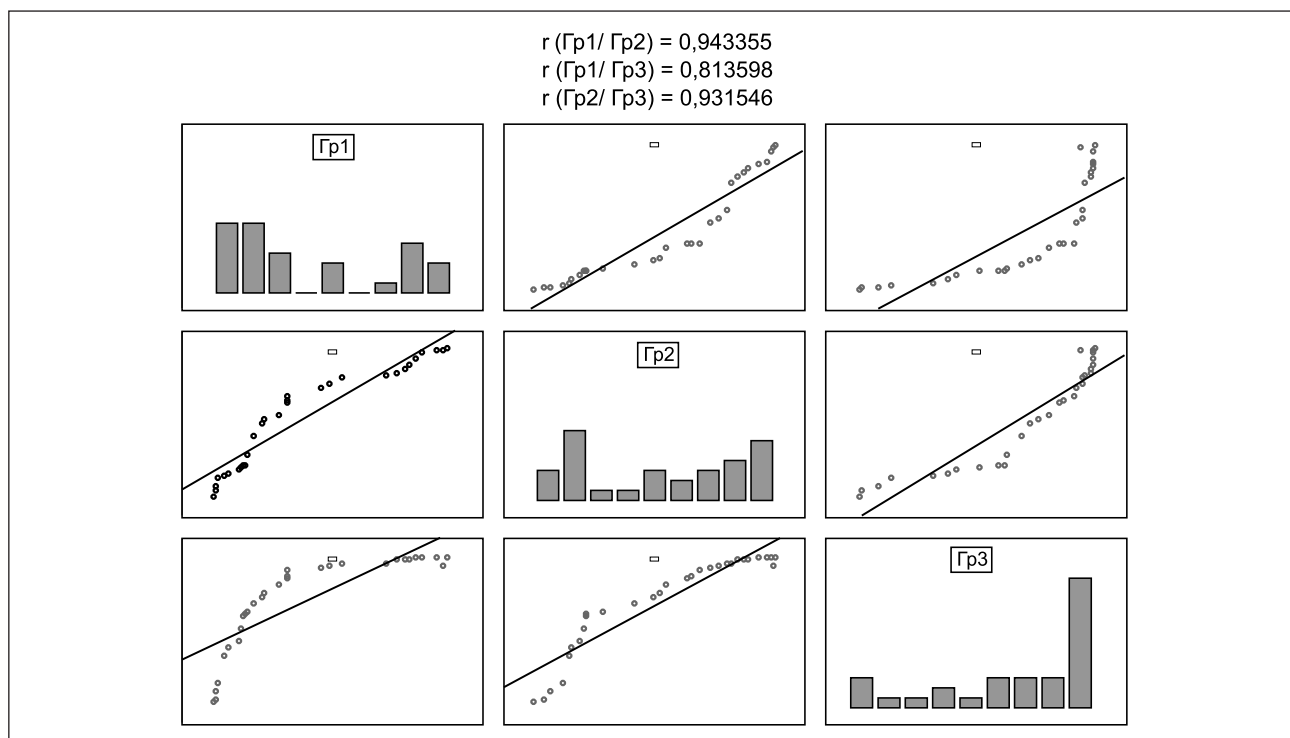 r (Гр1/ Гр2) = 0,943355
r (Гр1/ Гр3) = 0,813598
r (Гр2/ Гр3) = 0,931546
Гр1
Гр2
Гр3